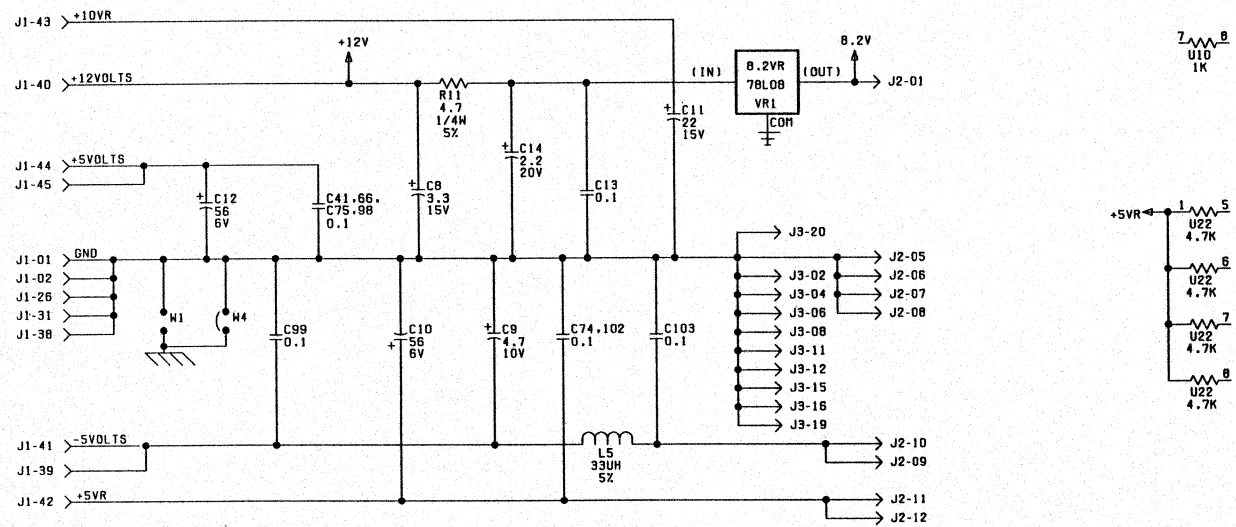 J1-43 +10VR
+12V
8.2V
7 8
U10
1K
J1-40 +12VOLTS
(IN) 8.2VR (OUT) J2-01
78L08
VR1
COM
R11
4.7
1/4W
5%
+ C11
22
15V
+ C14
2.2
20V
J1-44 +5VOLTS
J1-45
+ C12
56
6V
C41,66,
C75,98
0.1
+ C8
3.3
15V
C13
0.1
+5VR 1 5
U22
4.7K
6
U22
4.7K
7
U22
4.7K
8
U22
4.7K
J1-01 GND
J1-02
J1-26
J1-31
J1-38
W1
W4
C99
0.1
C10
56
+ 6V
+ C9
4.7
10V
C74,102
0.1
C103
0.1
J3-20
J3-02
J3-04
J3-06
J3-08
J3-11
J3-12
J3-15
J3-16
J3-19
J2-05
J2-06
J2-07
J2-08
J1-41 -5VOLTS
J1-39
L5
33UH
5%
J2-10
J2-09
J1-42 +5VR
J2-11
J2-12